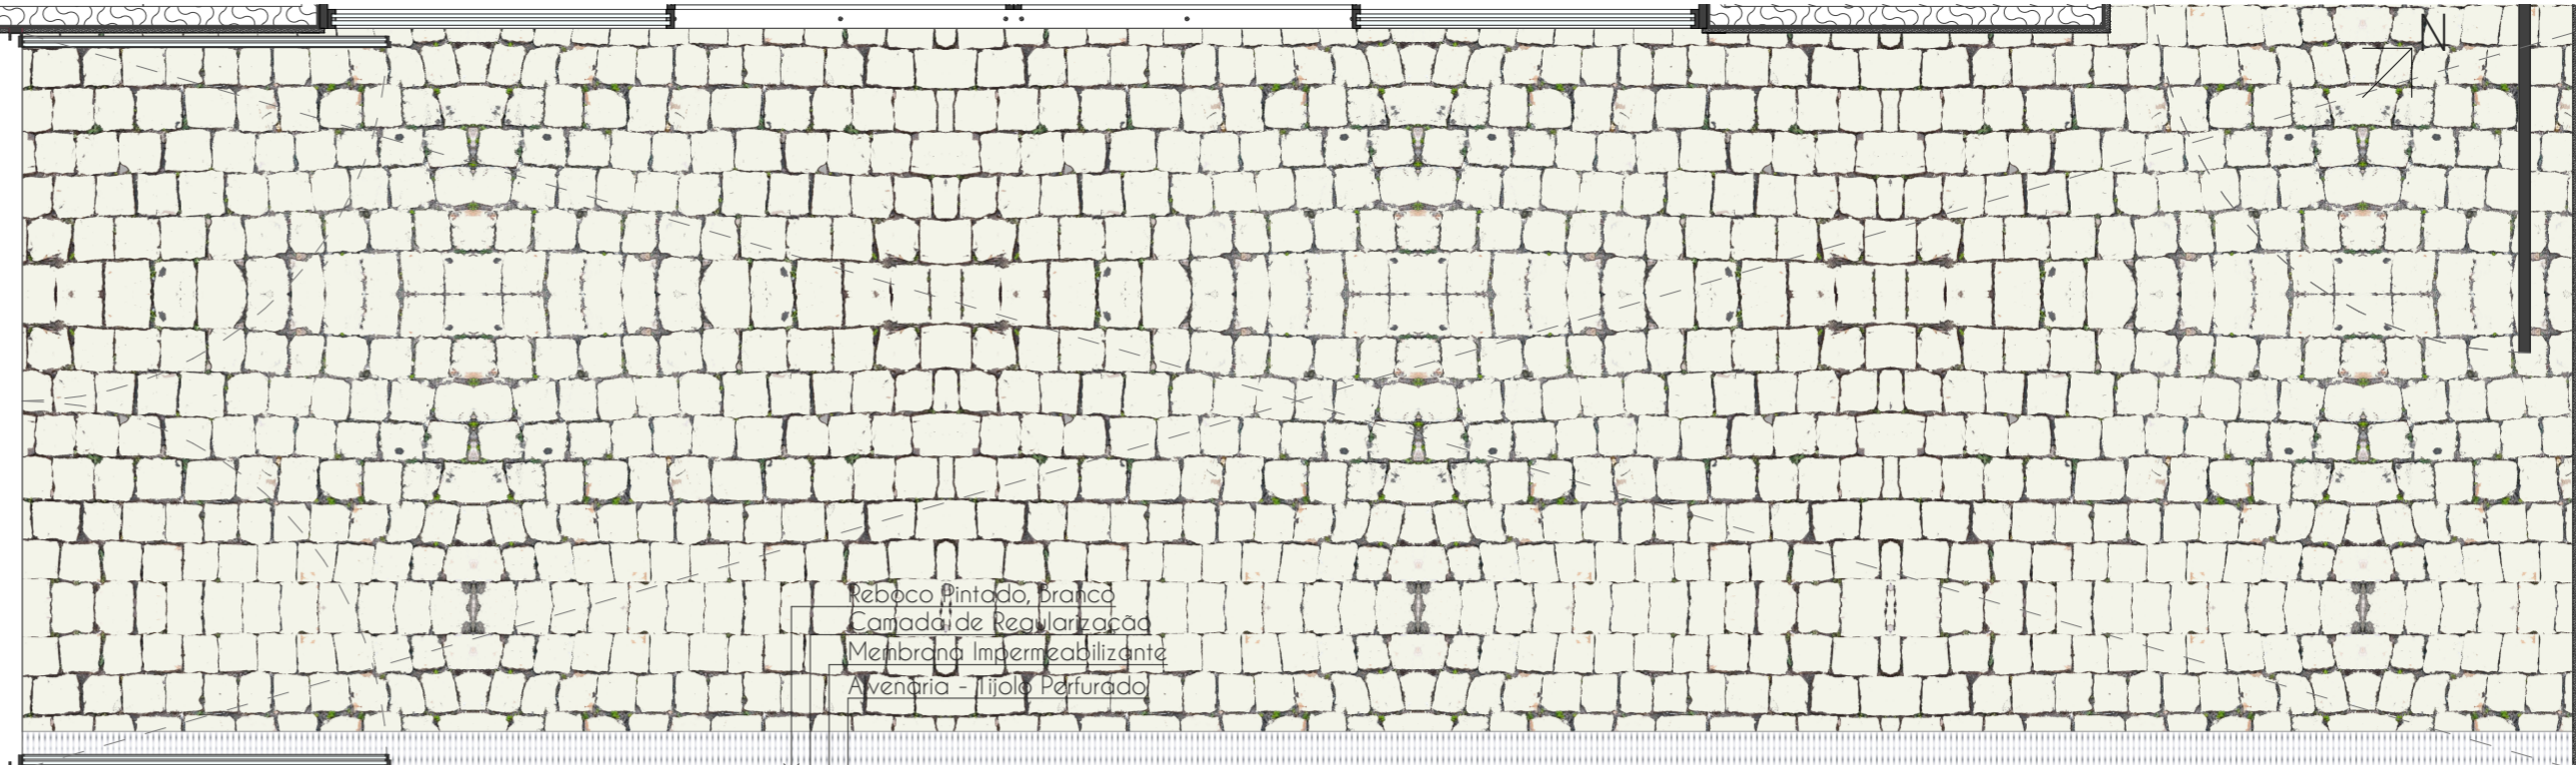 N
Reboco Pintado, Branco
Camada de Regularização
Membrana Impermeabilizante
Alvenaria - Tijolo Perfurado